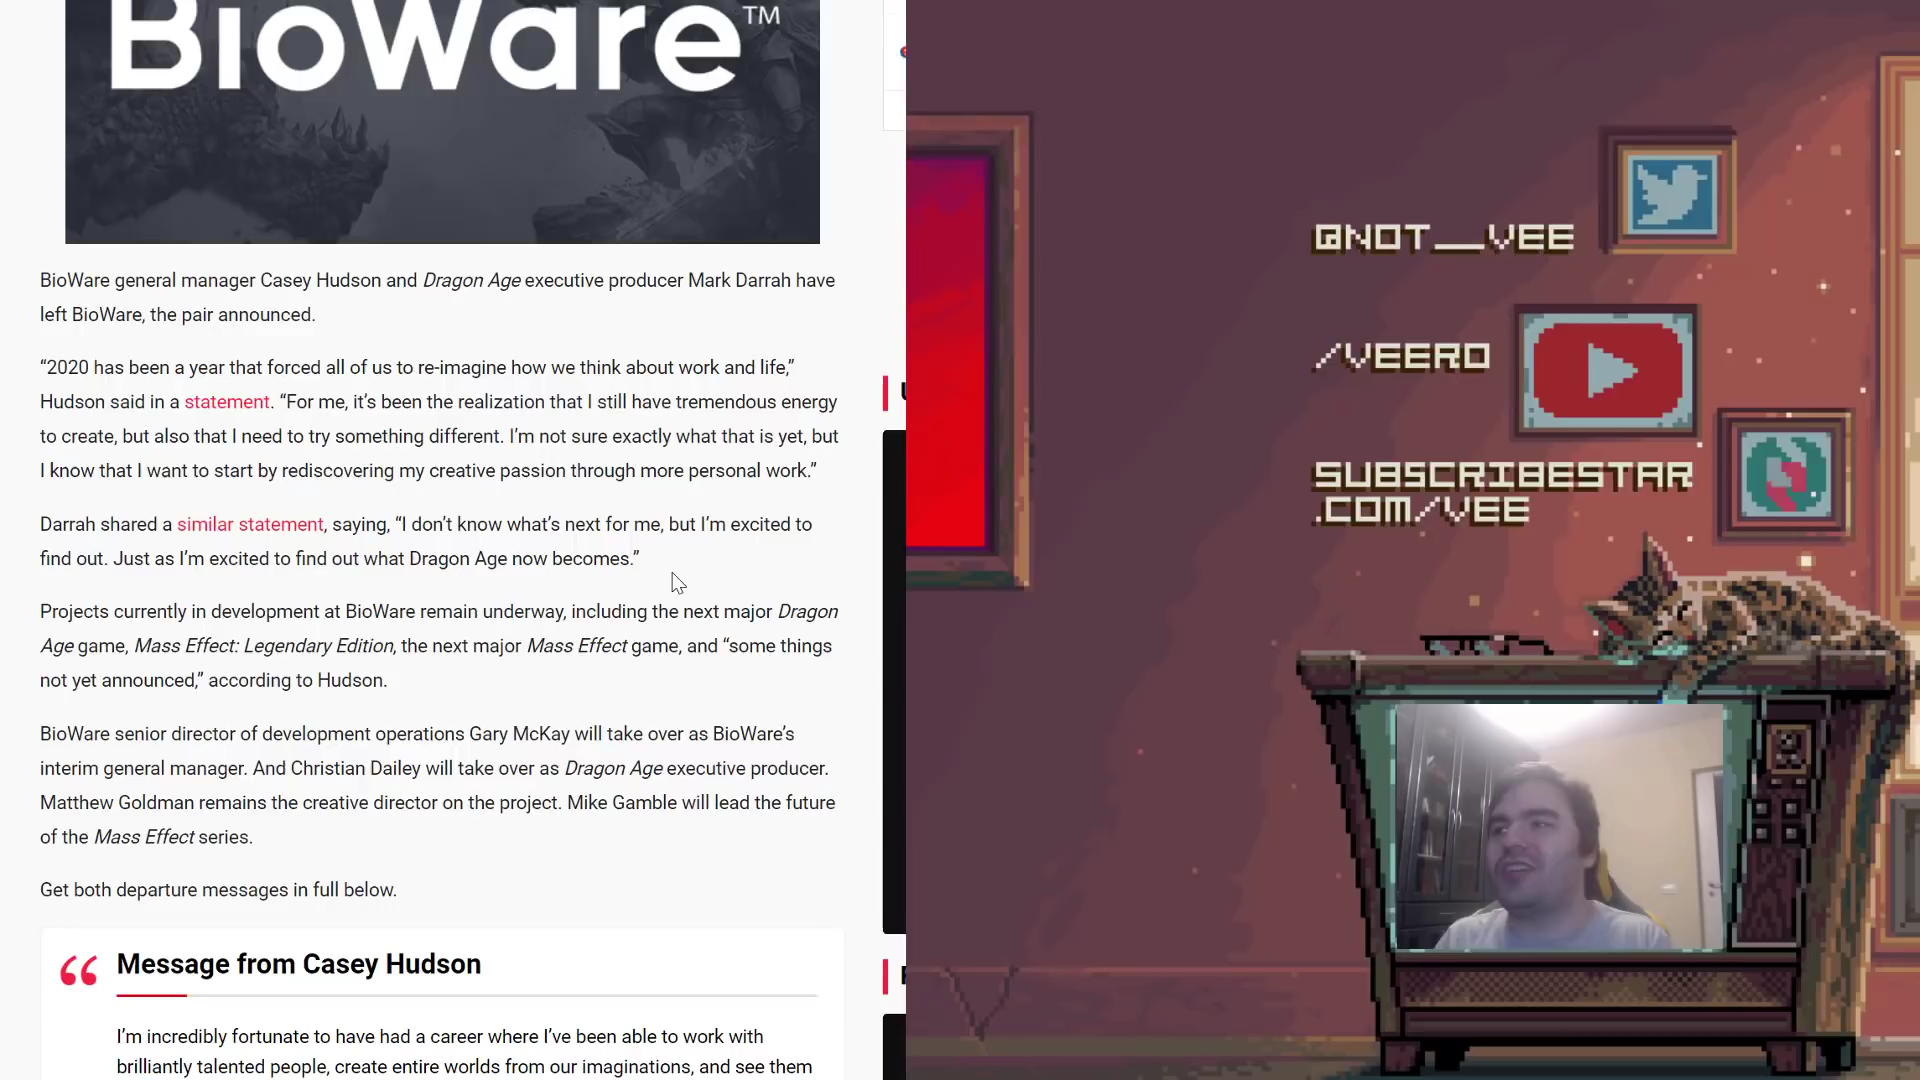 BioWare™
BioWare general manager Casey Hudson and Dragon Age executive producer Mark Darrah have
left BioWare, the pair announced.
“2020 has been a year that forced all of us to re-imagine how we think about work and life,”
Hudson said in a statement. “For me, it’s been the realization that I still have tremendous energy
to create, but also that I need to try something different. I’m not sure exactly what that is yet, but
I know that I want to start by rediscovering my creative passion through more personal work.”
Darrah shared a similar statement, saying, “I don’t know what’s next for me, but I’m excited to
find out. Just as I’m excited to find out what Dragon Age now becomes.”
Projects currently in development at BioWare remain underway, including the next major Dragon
Age game, Mass Effect: Legendary Edition, the next major Mass Effect game, and “some things
not yet announced,” according to Hudson.
BioWare senior director of development operations Gary McKay will take over as BioWare’s
interim general manager. And Christian Dailey will take over as Dragon Age executive producer.
Matthew Goldman remains the creative director on the project. Mike Gamble will lead the future
of the Mass Effect series.
Get both departure messages in full below.
“ Message from Casey Hudson
I’m incredibly fortunate to have had a career where I’ve been able to work with
brilliantly talented people, create entire worlds from our imaginations, and see them
@NOT__VEE
/VEERO
SUBSCRIBESTAR
.COM/VEE